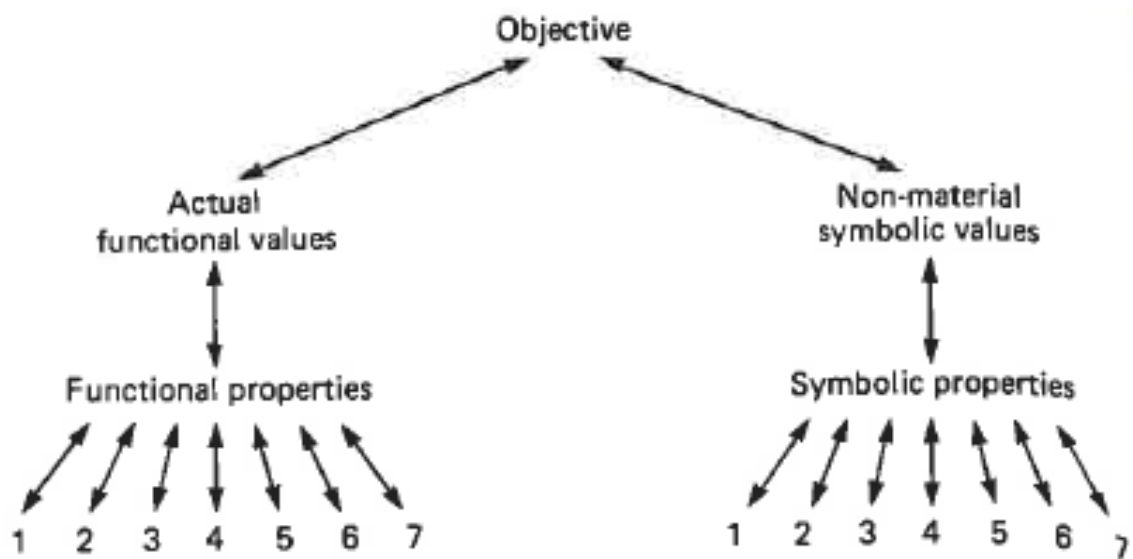 Objective
Actual
functional values
Non-material
symbolic values
Functional properties
Symbolic properties
1 2 3 4 5 6 7
1 2 3 4 5 6 7